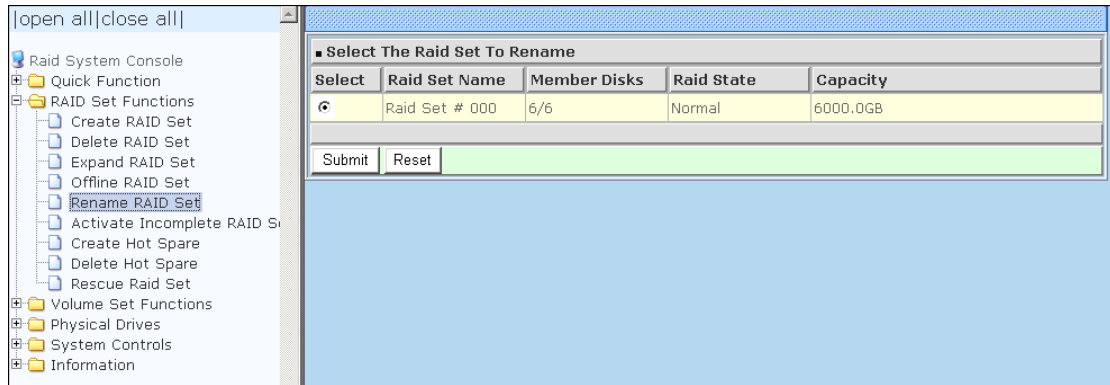 |open all|close all|
Raid System Console
Quick Function
RAID Set Functions
Create RAID Set
Delete RAID Set
Expand RAID Set
Offline RAID Set
Rename RAID Set
Activate Incomplete RAID S
Create Hot Spare
Delete Hot Spare
Rescue Raid Set
Volume Set Functions
Physical Drives
System Controls
Information
Select The Raid Set To Rename
Select Raid Set Name Member Disks Raid State Capacity
Raid Set # 000 6/6 Normal 6000.0GB
Submit Reset